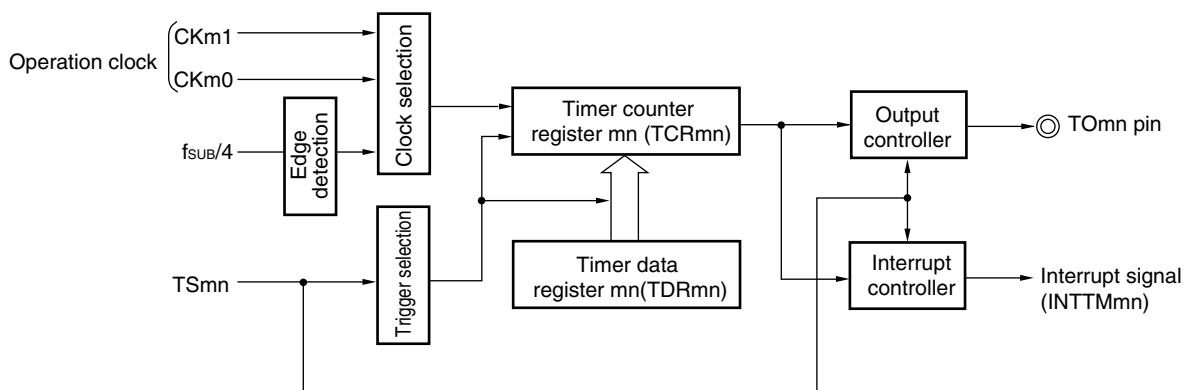 Operation clock
CKm1
CKm0
fSUB/4
Edge
detection
Clock selection
TSmn
Trigger selection
Timer counter
register mn (TCRmn)
Timer data
register mn(TDRmn)
Output
controller
TOmn pin
Interrupt
controller
Interrupt signal
(INTTMmn)